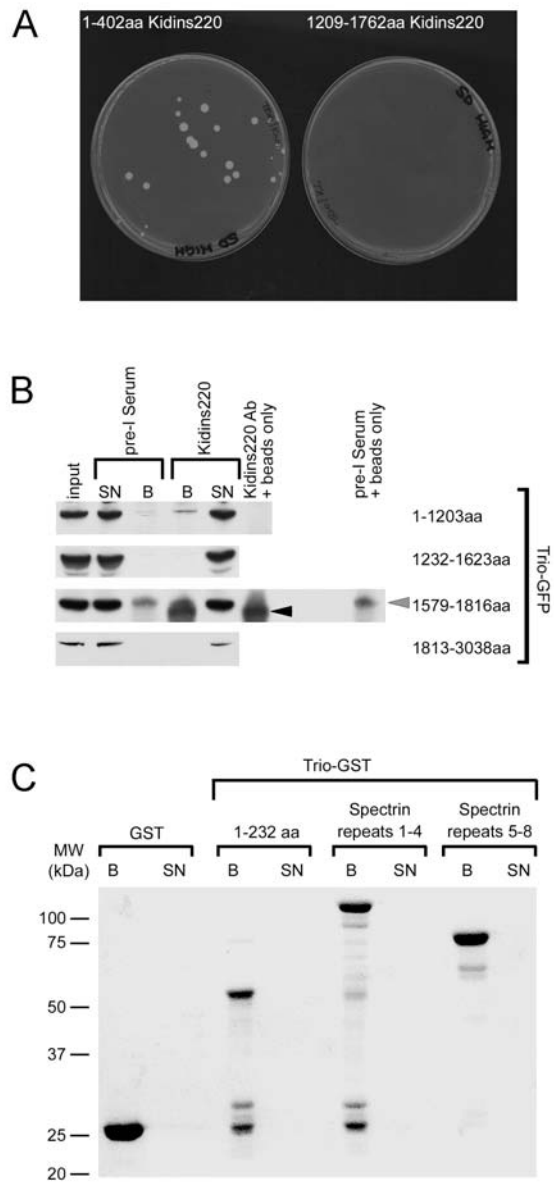 A
1-402aa Kidins220
1209-1762aa Kidins220
SD HIGH
SD HIGH
B
pre-I Serum
Kidins220
Kidins220 Ab
+ beads only
pre-I Serum
+ beads only
input
SN
B
B
SN
1-1203aa
1232-1623aa
1579-1816aa
1813-3038aa
Trio-GFP
C
Trio-GST
GST
1-232 aa
Spectrin
repeats 1-4
Spectrin
repeats 5-8
MW
(kDa)
B
SN
B
SN
B
SN
B
SN
100
75
50
37
25
20